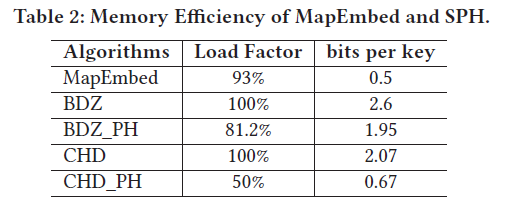 Table 2: Memory Efficiency of MapEmbed and SPH.
Algorithms Load Factor bits per key
MapEmbed 93% 0.5
BDZ 100% 2.6
BDZ_PH 81.2% 1.95
CHD 100% 2.07
CHD_PH 50% 0.67